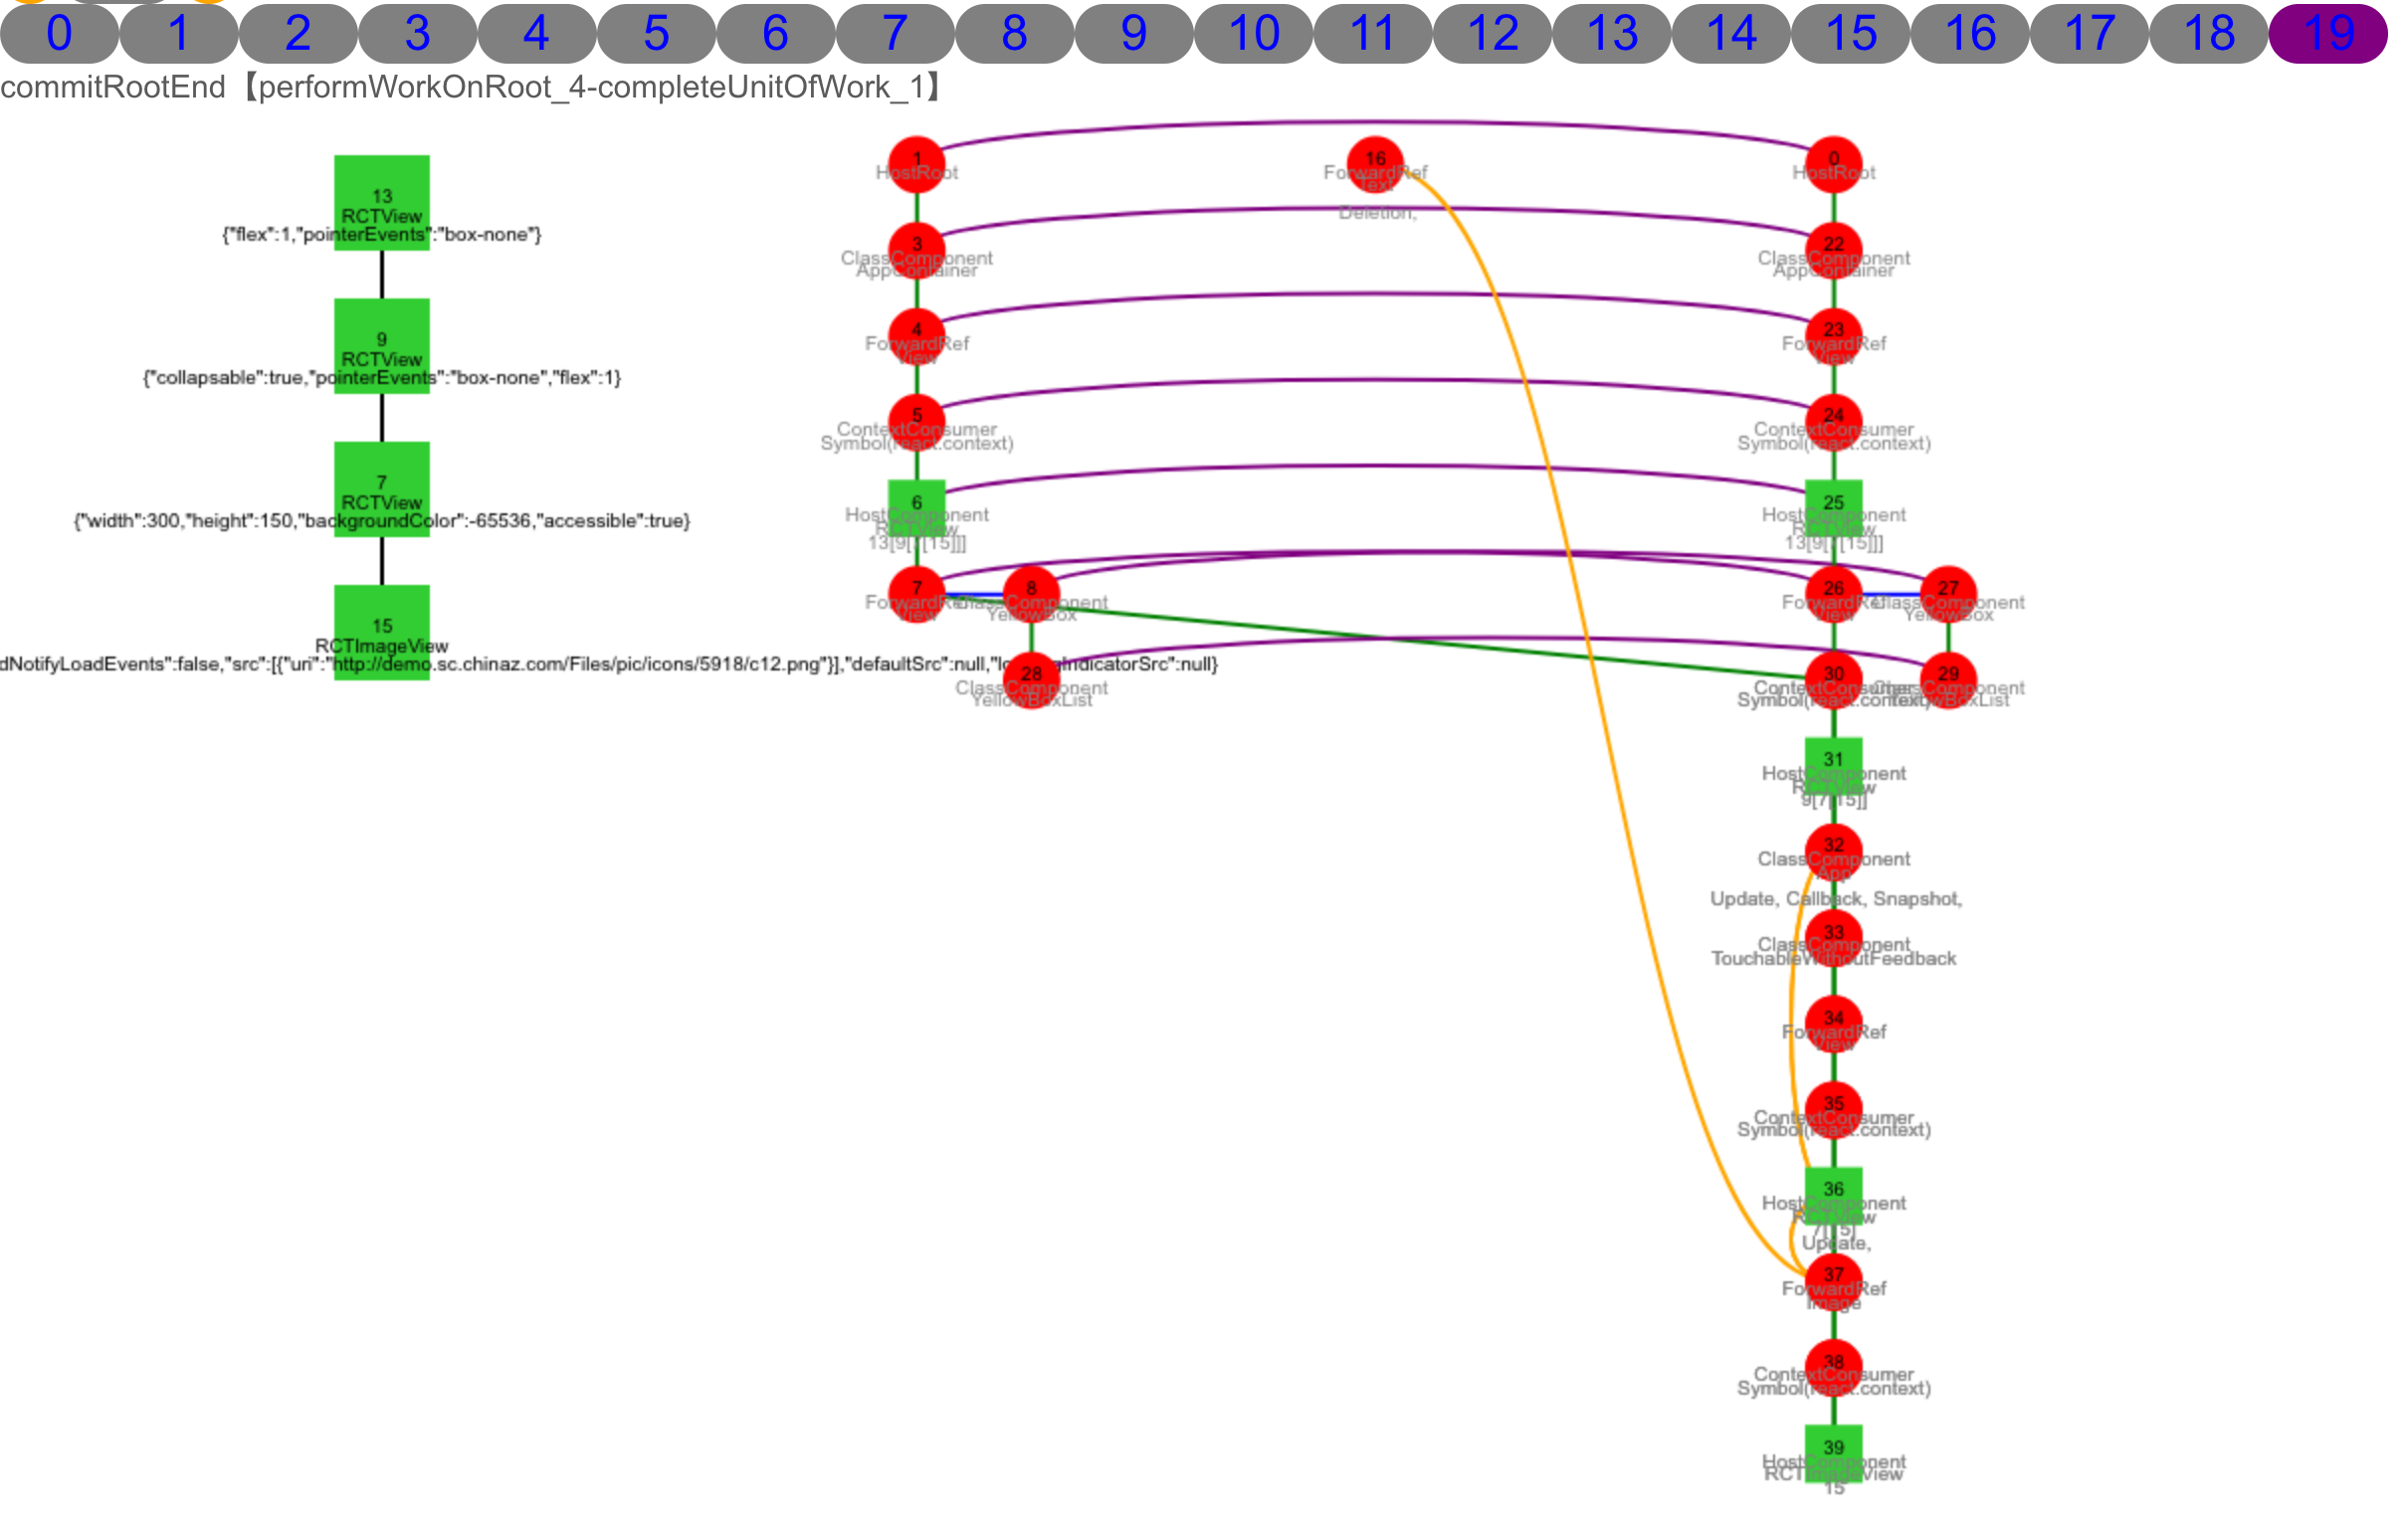 0 1 2 3 4 5 6 7 8 9 10 11 12 13 14 15 16 17 18 19
commitRootEnd【performWorkOnRoot_4-completeUnitOfWork_1】
13
RCTView
{"flex":1,"pointerEvents":"box-none"}
9
RCTView
{"collapsable":true,"pointerEvents":"box-none","flex":1}
7
RCTView
{"width":300,"height":150,"backgroundColor":-65536,"accessible":true}
15
RCTImageView
dNotifyLoadEvents":false,"src":[{"uri":"http://demo.sc.chinaz.com/Files/pic/icons/5918/c12.png"}],"defaultSrc":null,"loadingIndicatorSrc":null}
1
HostRoot
3
ClassComponent
AppContainer
4
ForwardRef
View
5
ContextConsumer
Symbol(react.context)
6
HostComponent
RCTView
13[9[7[15]]]
7
ForwardRef
View
8
ClassComponent
YellowBox
28
ClassComponent
YellowBoxList
16
ForwardRef
Text
Deletion,
0
HostRoot
22
ClassComponent
AppContainer
23
ForwardRef
View
24
ContextConsumer
Symbol(react.context)
25
HostComponent
RCTView
13[9[7[15]]]
26
ForwardRef
View
27
ClassComponent
YellowBox
30
ContextConsumer
Symbol(react.context)
29
ClassComponent
YellowBoxList
31
HostComponent
RCTView
9[7[15]]
32
ClassComponent
App
Update, Callback, Snapshot,
33
ClassComponent
TouchableWithoutFeedback
34
ForwardRef
View
35
ContextConsumer
Symbol(react.context)
36
HostComponent
RCTView
7[15]
Update,
37
ForwardRef
Image
38
ContextConsumer
Symbol(react.context)
39
HostComponent
RCTImageView
15